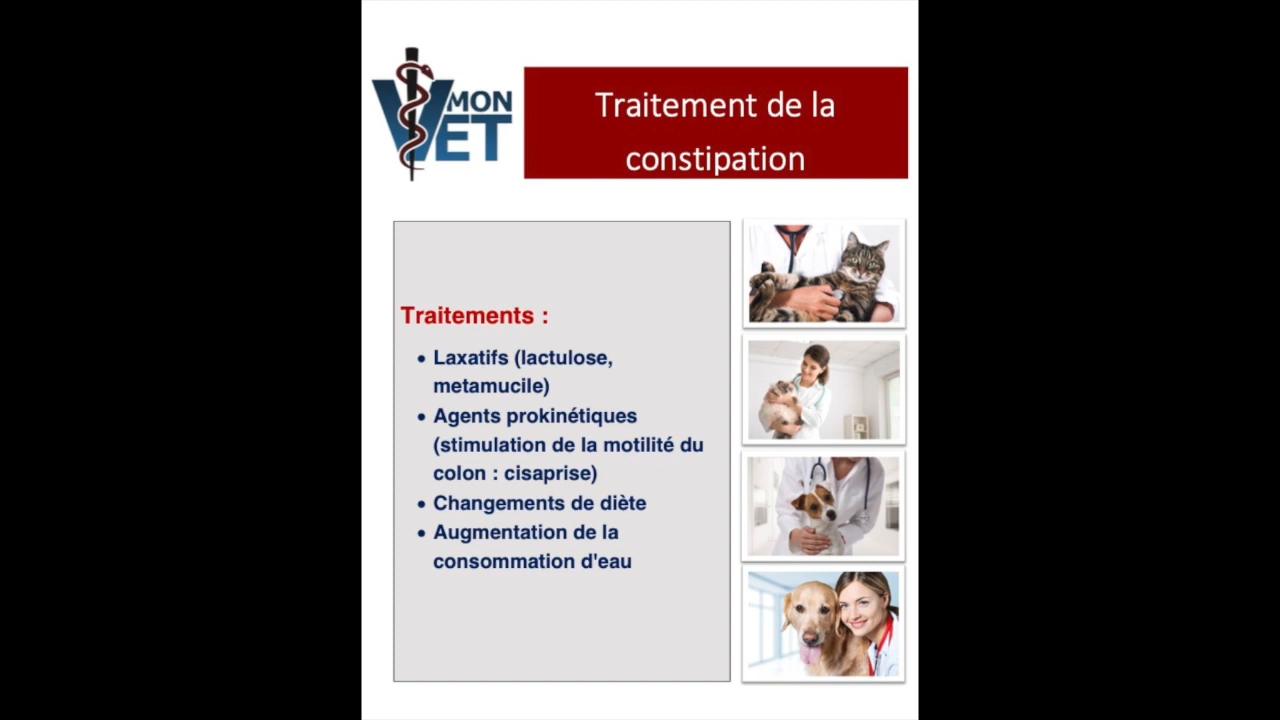 MON
VET
Traitement de la
constipation
Traitements :
• Laxatifs (lactulose,
metamucile)
• Agents prokinétiques
(stimulation de la motilité du
colon : cisaprise)
• Changements de diète
• Augmentation de la
consommation d'eau